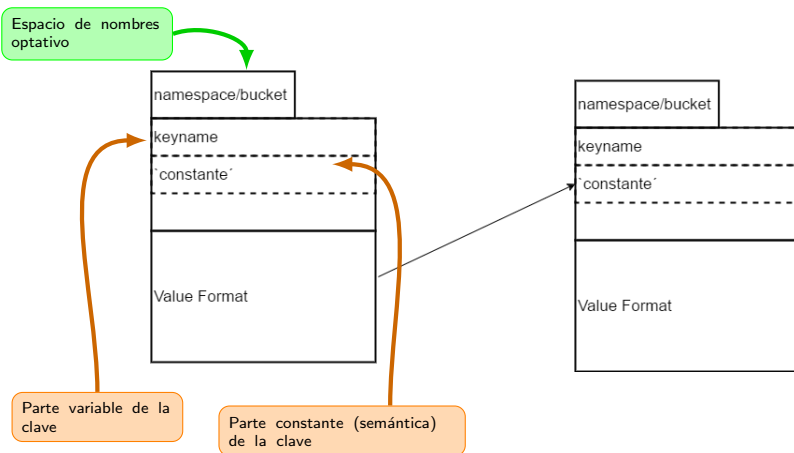 Espacio de nombres
optativo
namespace/bucket
keyname
`constante´
Value Format
namespace/bucket
keyname
`constante´
Value Format
Parte variable de la
clave
Parte constante (semántica)
de la clave